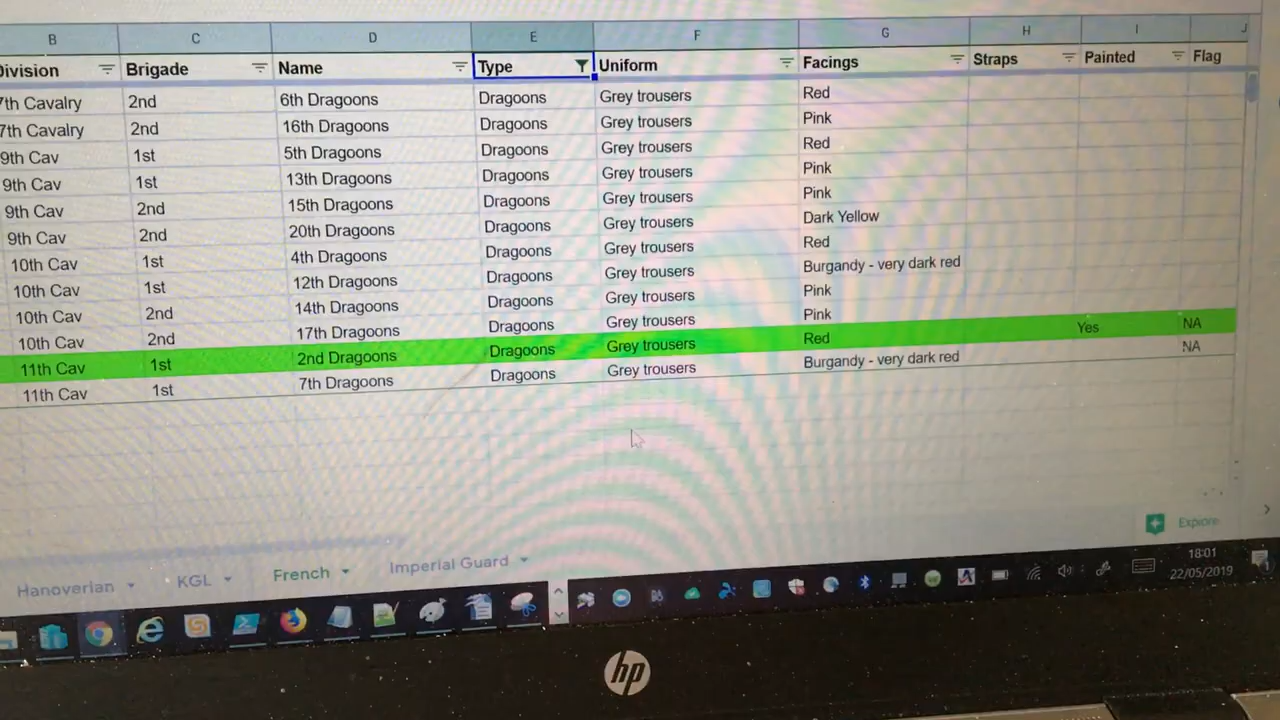 B C D E F G H I J
Division Brigade Name Type Uniform Facings Straps Painted Flag
7th Cavalry 2nd 6th Dragoons Dragoons Grey trousers Red
7th Cavalry 2nd 16th Dragoons Dragoons Grey trousers Pink
9th Cav 1st 5th Dragoons Dragoons Grey trousers Red
9th Cav 1st 13th Dragoons Dragoons Grey trousers Pink
9th Cav 2nd 15th Dragoons Dragoons Grey trousers Pink
9th Cav 2nd 20th Dragoons Dragoons Grey trousers Dark Yellow
10th Cav 1st 4th Dragoons Dragoons Grey trousers Red
10th Cav 1st 12th Dragoons Dragoons Grey trousers Burgandy - very dark red
10th Cav 2nd 14th Dragoons Dragoons Grey trousers Pink
10th Cav 2nd 17th Dragoons Dragoons Grey trousers Pink
11th Cav 1st 2nd Dragoons Dragoons Grey trousers Red Yes NA
11th Cav 1st 7th Dragoons Dragoons Grey trousers Burgandy - very dark red NA
Explore
Hanoverian KGL French Imperial Guard
18:01
22/05/2019
hp